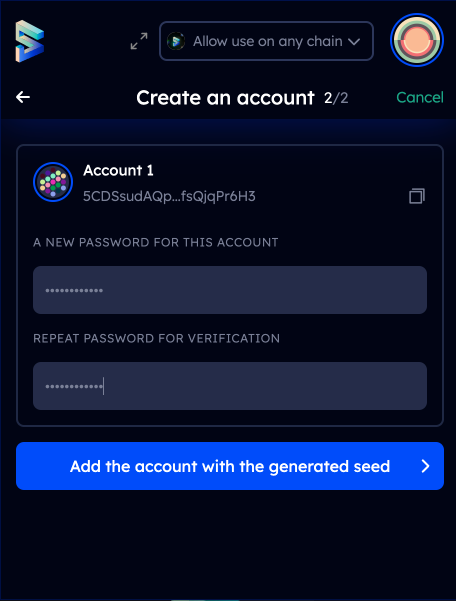 Allow use on any chain
Create an account 2/2 Cancel
Account 1
5CDSsudAQp...fsQjqPr6H3
A NEW PASSWORD FOR THIS ACCOUNT
••••••••••••
REPEAT PASSWORD FOR VERIFICATION
••••••••••••
Add the account with the generated seed